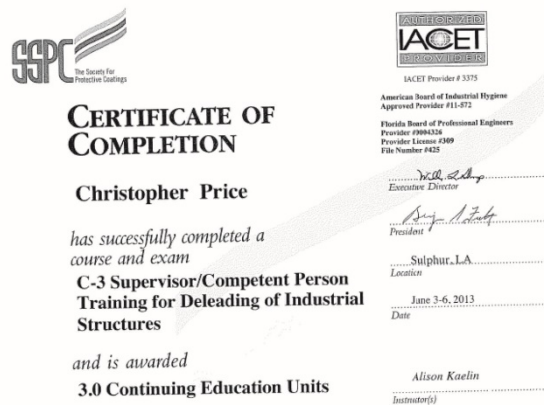 SSPC
The Society For
Protective Coatings
CERTIFICATE OF
COMPLETION
Christopher Price
has successfully completed a
course and exam
C-3 Supervisor/Competent Person
Training for Deleading of Industrial
Structures
and is awarded
3.0 Continuing Education Units
AUTHORIZED
IACET
PROVIDER
IACET Provider # 3375
American Board of Industrial Hygiene
Approved Provider #11-572
Florida Board of Professional Engineers
Provider #0004326
Provider License #309
File Number #425
Executive Director
President
Sulphur, LA
Location
June 3-6, 2013
Date
Alison Kaelin
Instructor(s)